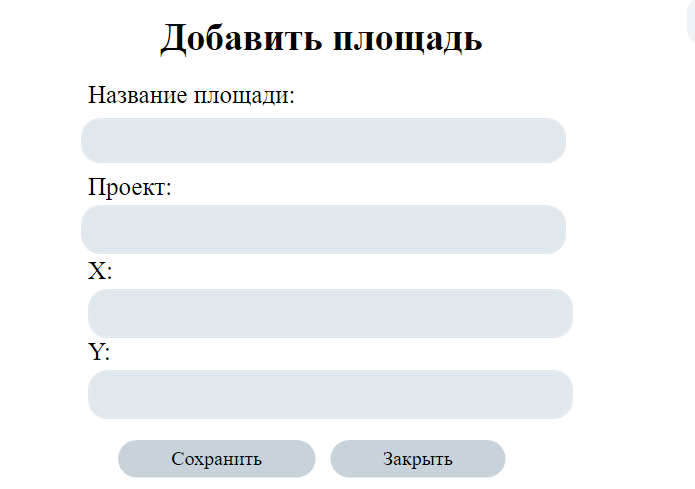 Добавить площадь
Название площади:
Проект:
X:
Y:
Сохранить Закрыть